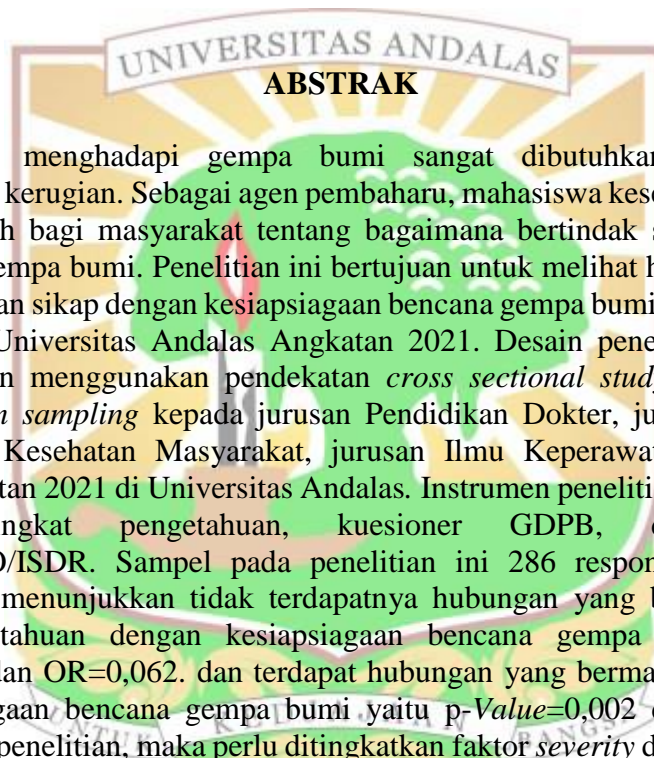 UNIVERSITAS ANDALAS
ABSTRAK
menghadapi gempa bumi sangat dibutuhkan
kerugian. Sebagai agen pembaharu, mahasiswa kese
h bagi masyarakat tentang bagaimana bertindak s
empa bumi. Penelitian ini bertujuan untuk melihat h
an sikap dengan kesiapsiagaan bencana gempa bumi
Universitas Andalas Angkatan 2021. Desain pene
n menggunakan pendekatan cross sectional study
m sampling kepada jurusan Pendidikan Dokter, ju
Kesehatan Masyarakat, jurusan Ilmu Keperawat
tan 2021 di Universitas Andalas. Instrumen peneliti
ngkat pengetahuan, kuesioner GDPB,
O/ISDR. Sampel pada penelitian ini 286 respon
menunjukkan tidak terdapatnya hubungan yang b
tahuan dengan kesiapsiagaan bencana gempa
dan OR=0,062. dan terdapat hubungan yang berma
gaan bencana gempa bumi yaitu p-Value=0,002
penelitian, maka perlu ditingkatkan faktor severity d
UNTUK KEDJAJAAN BANGSA